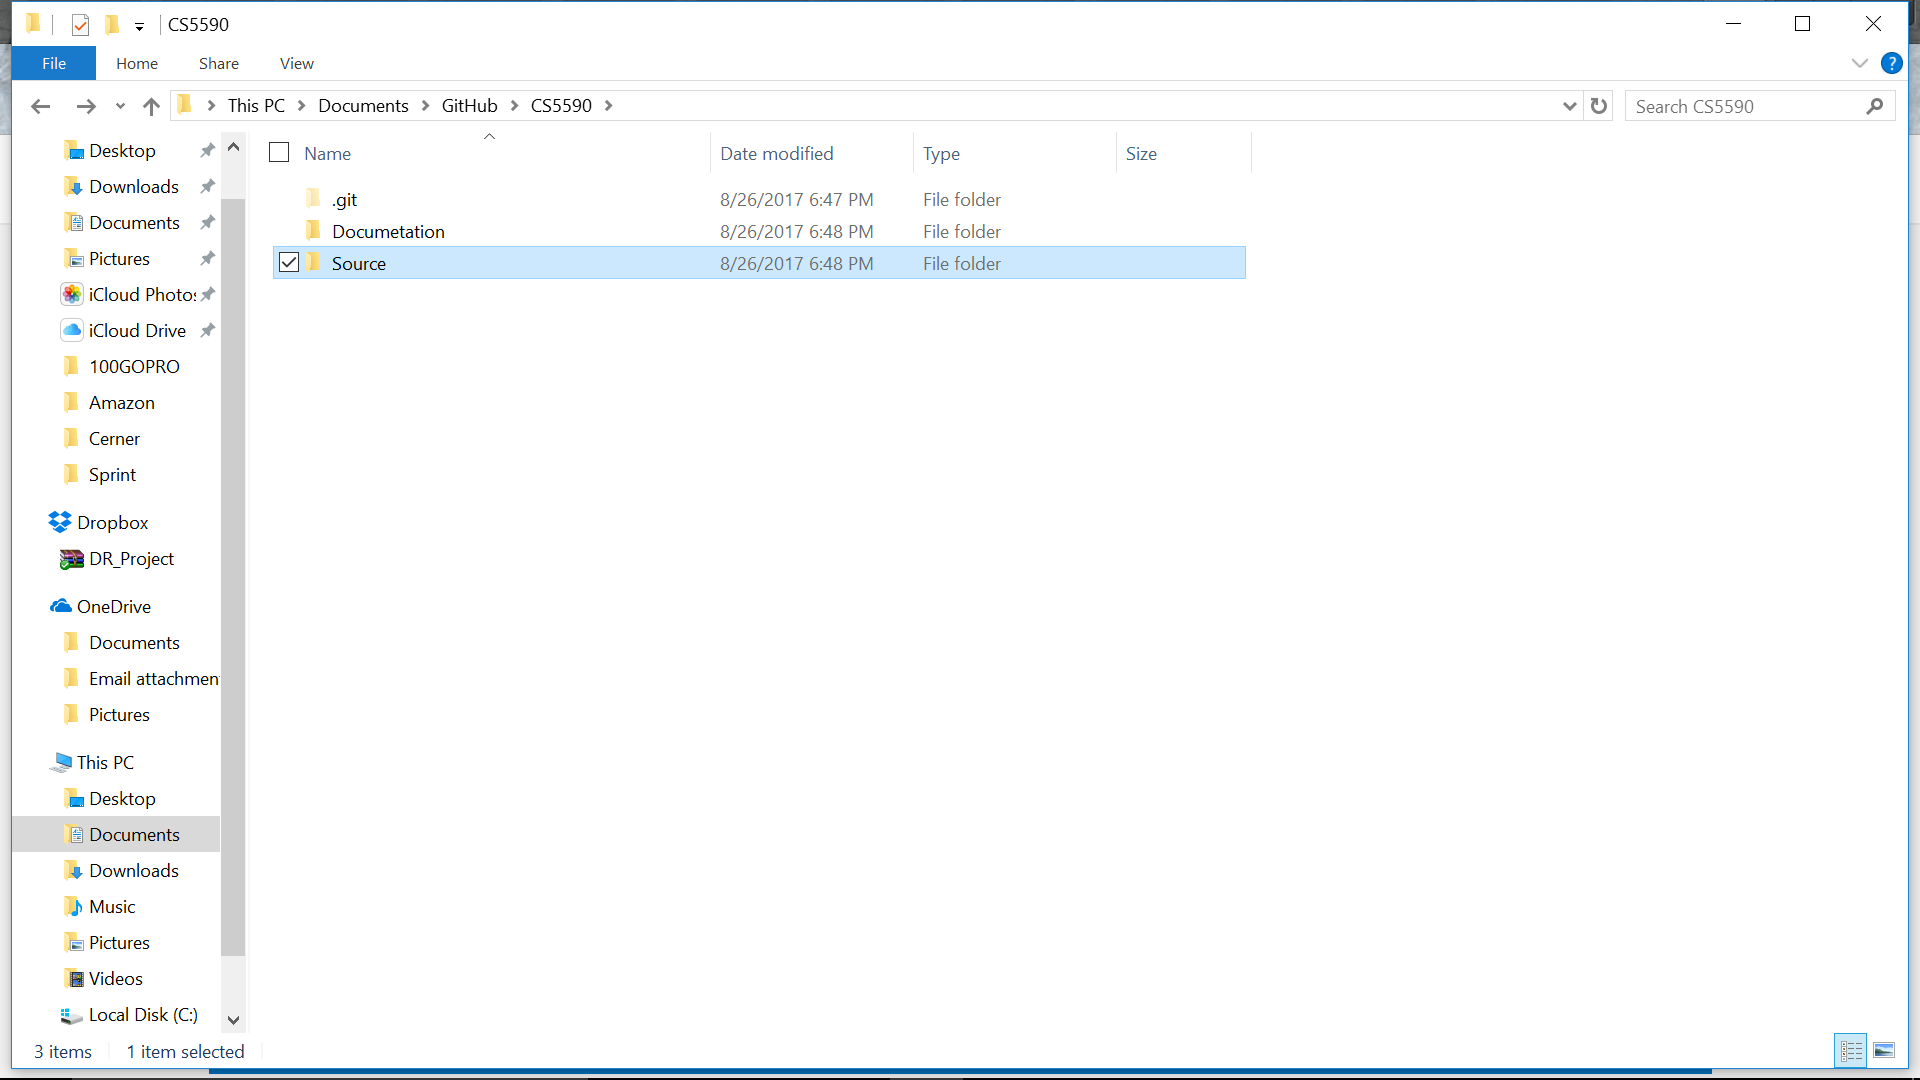 CS5590
File Home Share View ?
This PC Documents GitHub CS5590 Search CS5590
Name Date modified Type Size
.git 8/26/2017 6:47 PM File folder
Documetation 8/26/2017 6:48 PM File folder
Source 8/26/2017 6:48 PM File folder
Desktop
Downloads
Documents
Pictures
iCloud Photos
iCloud Drive
100GOPRO
Amazon
Cerner
Sprint
Dropbox
DR_Project
OneDrive
Documents
Email attachmen
Pictures
This PC
Desktop
Documents
Downloads
Music
Pictures
Videos
Local Disk (C:)
3 items 1 item selected